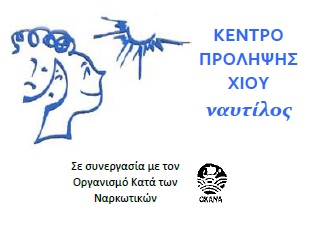 ΚΕΝΤΡΟ
ΠΡΟΛΗΨΗΣ
ΧΙΟΥ
ναυτίλος
Σε συνεργασία με τον
Οργανισμό Κατά των
Ναρκωτικών
ΟΚΑΝΑ